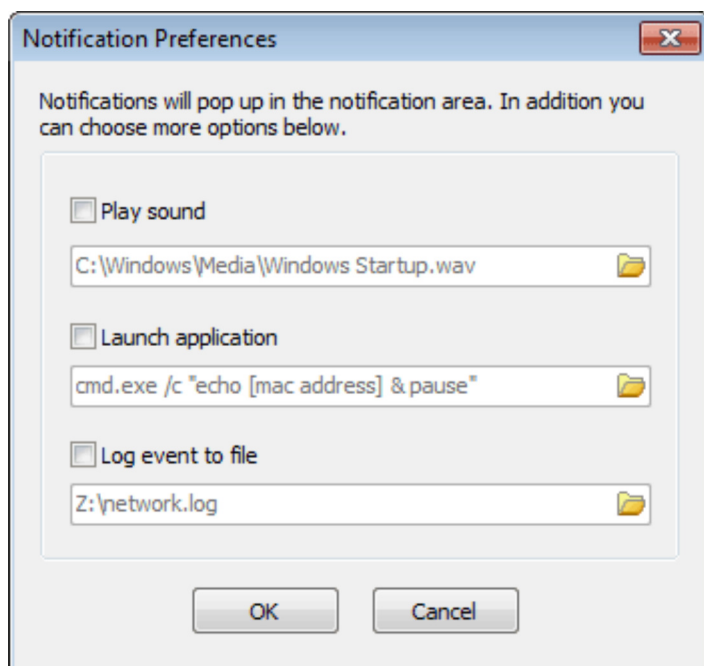 Notification Preferences
Notifications will pop up in the notification area. In addition you
can choose more options below.
Play sound
C:\Windows\Media\Windows Startup.wav
Launch application
cmd.exe /c "echo [mac address] & pause"
Log event to file
Z:\network.log
OK
Cancel